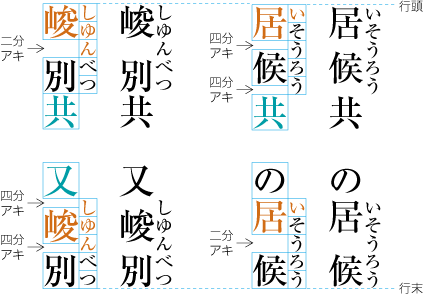 行頭
いそうろう
居候共
いそうろう
居候共
四分
アキ
四分
アキ
しゆんべつ
峻別共
しゆんべつ
峻別共
二分
アキ
いそうろう
の居候
いそうろう
の居候
二分
アキ
しゆんべつ
又峻別
しゆんべつ
又峻別
四分
アキ
四分
アキ
行末